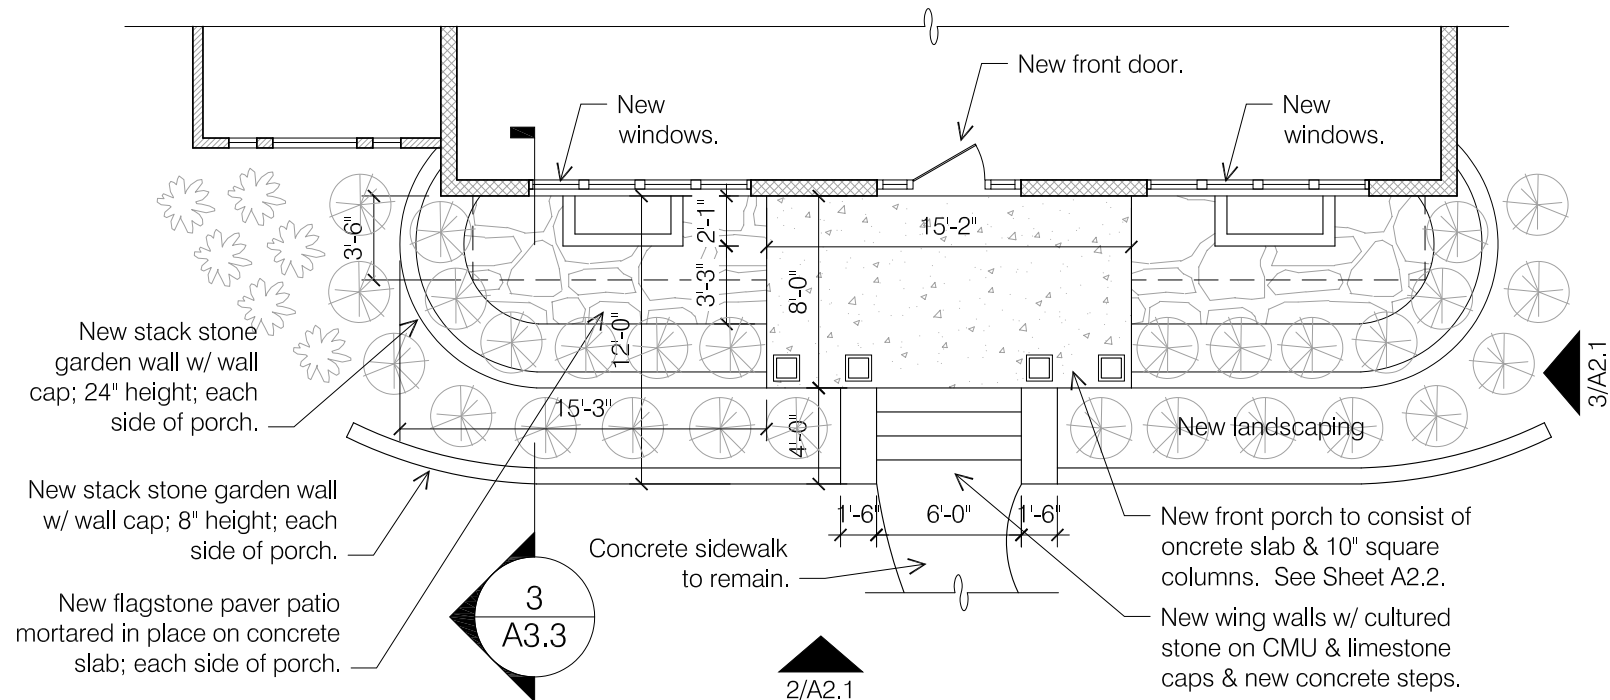 New front door.
New
windows.
New
windows.
3'-6"
2'-1"
3'-3"
15'-2"
8'-0"
12'-0"
15'-3"
4'-0"
New landscaping
3/A2.1
New stack stone
garden wall w/ wall
cap; 24" height; each
side of porch.
New stack stone garden wall
w/ wall cap; 8" height; each
side of porch.
New flagstone paver patio
mortared in place on concrete
slab; each side of porch.
3
A3.3
Concrete sidewalk
to remain.
1'-6"
6'-0"
1'-6"
New front porch to consist of
oncrete slab & 10" square
columns. See Sheet A2.2.
New wing walls w/ cultured
stone on CMU & limestone
caps & new concrete steps.
2/A2.1